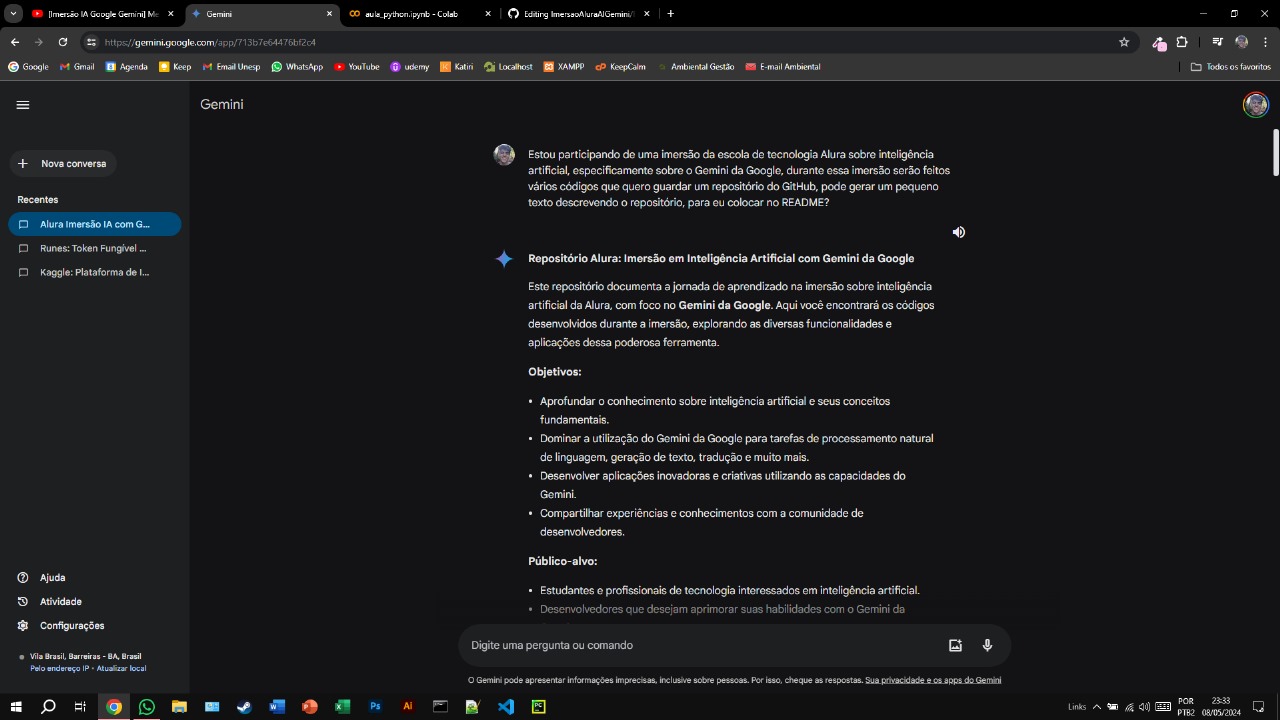 [Imersão IA Google Gemini] Me
Gemini
aula_python.ipynb - Colab
Editing ImersaoAluraAIGemini/
https://gemini.google.com/app/713b7e64476bf2c4
Google
Gmail
Agenda
Keep
Email Unesp
WhatsApp
YouTube
udemy
Katiri
Localhost
XAMPP
KeepCalm
Ambiental Gestão
E-mail Ambiental
Todos os favoritos
Gemini
Nova conversa
Recentes
Alura Imersão IA com G...
Runes: Token Fungível ...
Kaggle: Plataforma de I...
Estou participando de uma imersão da escola de tecnologia Alura sobre inteligência
artificial, especificamente sobre o Gemini da Google, durante essa imersão serão feitos
vários códigos que quero guardar um repositório do GitHub, pode gerar um pequeno
texto descrevendo o repositório, para eu colocar no README?
Repositório Alura: Imersão em Inteligência Artificial com Gemini da Google
Este repositório documenta a jornada de aprendizado na imersão sobre inteligência
artificial da Alura, com foco no Gemini da Google. Aqui você encontrará os códigos
desenvolvidos durante a imersão, explorando as diversas funcionalidades e
aplicações dessa poderosa ferramenta.
Objetivos:
• Aprofundar o conhecimento sobre inteligência artificial e seus conceitos
fundamentais.
• Dominar a utilização do Gemini da Google para tarefas de processamento natural
de linguagem, geração de texto, tradução e muito mais.
• Desenvolver aplicações inovadoras e criativas utilizando as capacidades do
Gemini.
• Compartilhar experiências e conhecimentos com a comunidade de
desenvolvedores.
Público-alvo:
• Estudantes e profissionais de tecnologia interessados em inteligência artificial.
• Desenvolvedores que desejam aprimorar suas habilidades com o Gemini da
Ajuda
Atividade
Configurações
Vila Brasil, Barreiras - BA, Brasil
Pelo endereço IP • Atualizar local
Digite uma pergunta ou comando
O Gemini pode apresentar informações imprecisas, inclusive sobre pessoas. Por isso, cheque as respostas. Sua privacidade e os apps do Gemini
Links
POR
PTB2
23:33
08/05/2024